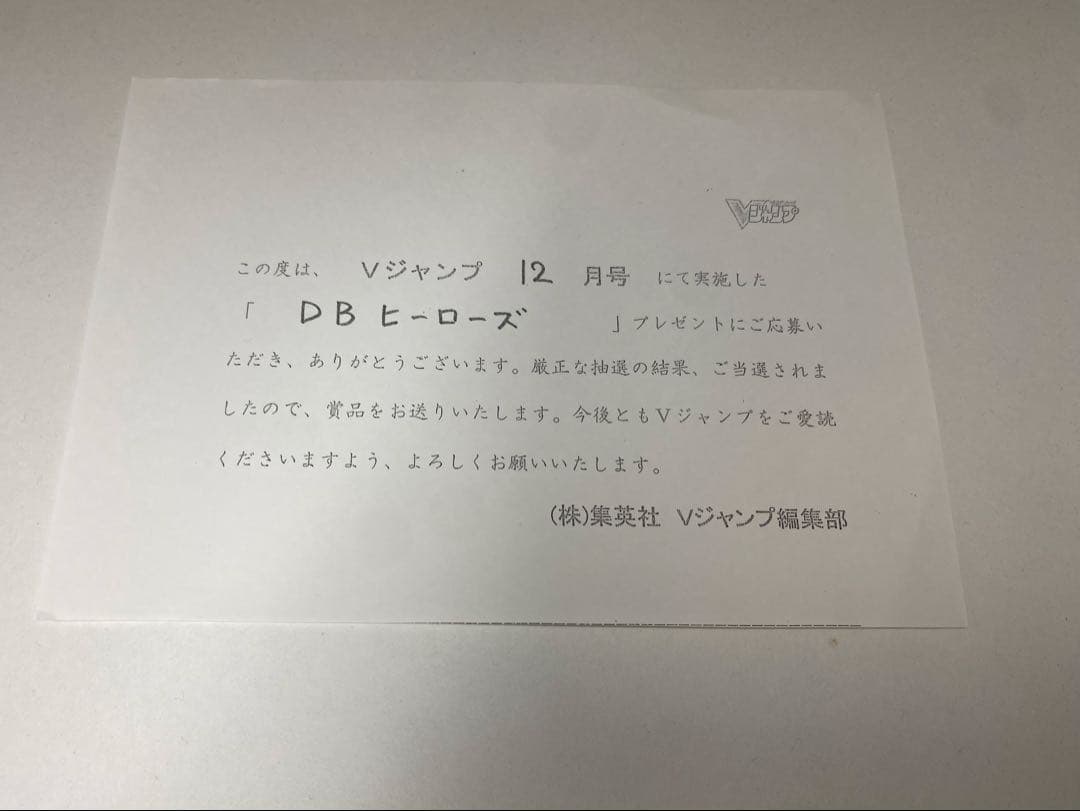 Vジャンプ
この度は、 Vジャンプ 12 月号 にて実施した
「 DB ヒーローズ 」プレゼントにご応募い
ただき、ありがとうございます。厳正な抽選の結果、ご当選されま
したので、賞品をお送りいたします。今後ともVジャンプをご愛読
くださいますよう、よろしくお願いいたします。
(株)集英社 Vジャンプ編集部